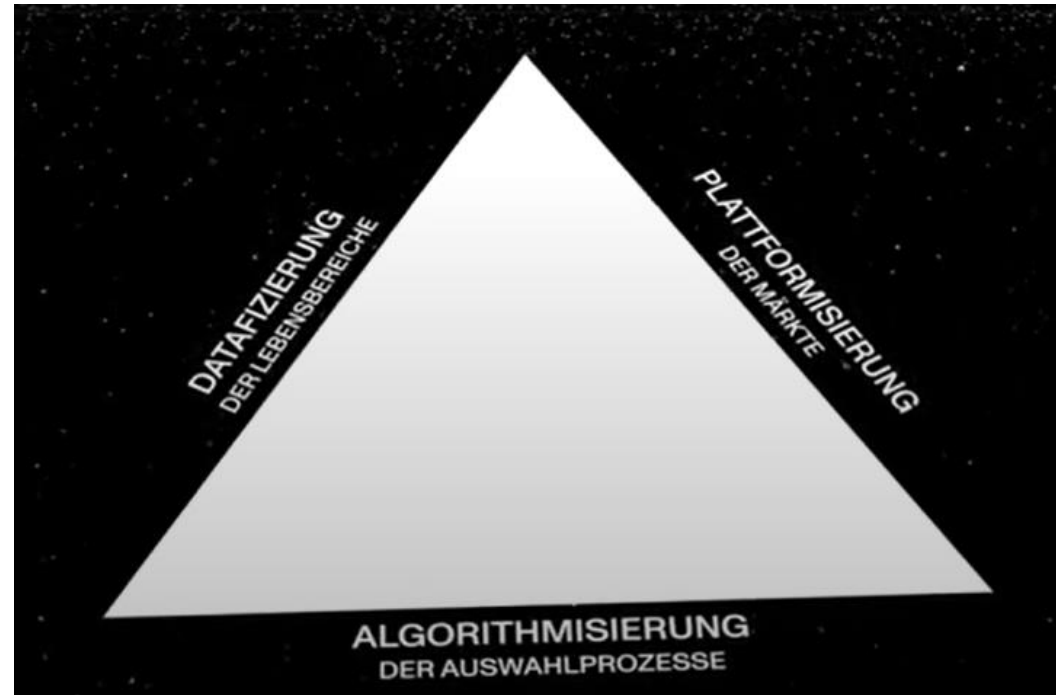 DATAFIZIERUNG
DER LEBENSBEREICHE
PLATTFORMISIERUNG
DER MÄRKTE
ALGORITHMISIERUNG
DER AUSWAHLPROZESSE